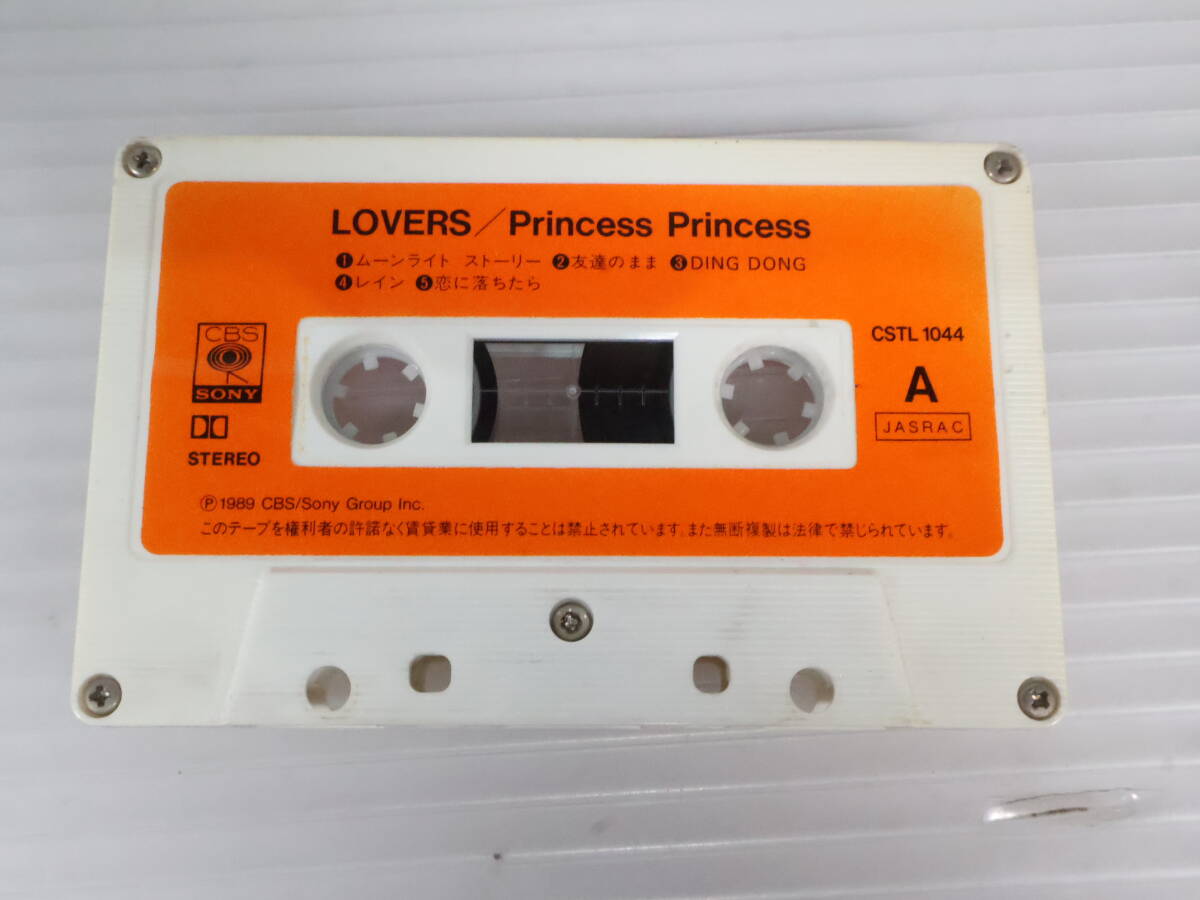 LOVERS／Princess Princess
❶ムーンライト ストーリー ❷友達のまま ❸DING DONG
❹レイン ❺恋に落ちたら
CBS
SONY
STEREO
CSTL 1044
A
JASRAC
Ⓟ1989 CBS/Sony Group Inc.
このテープを権利者の許諾なく賃貸業に使用することは禁止されています。また無断複製は法律で禁じられています。